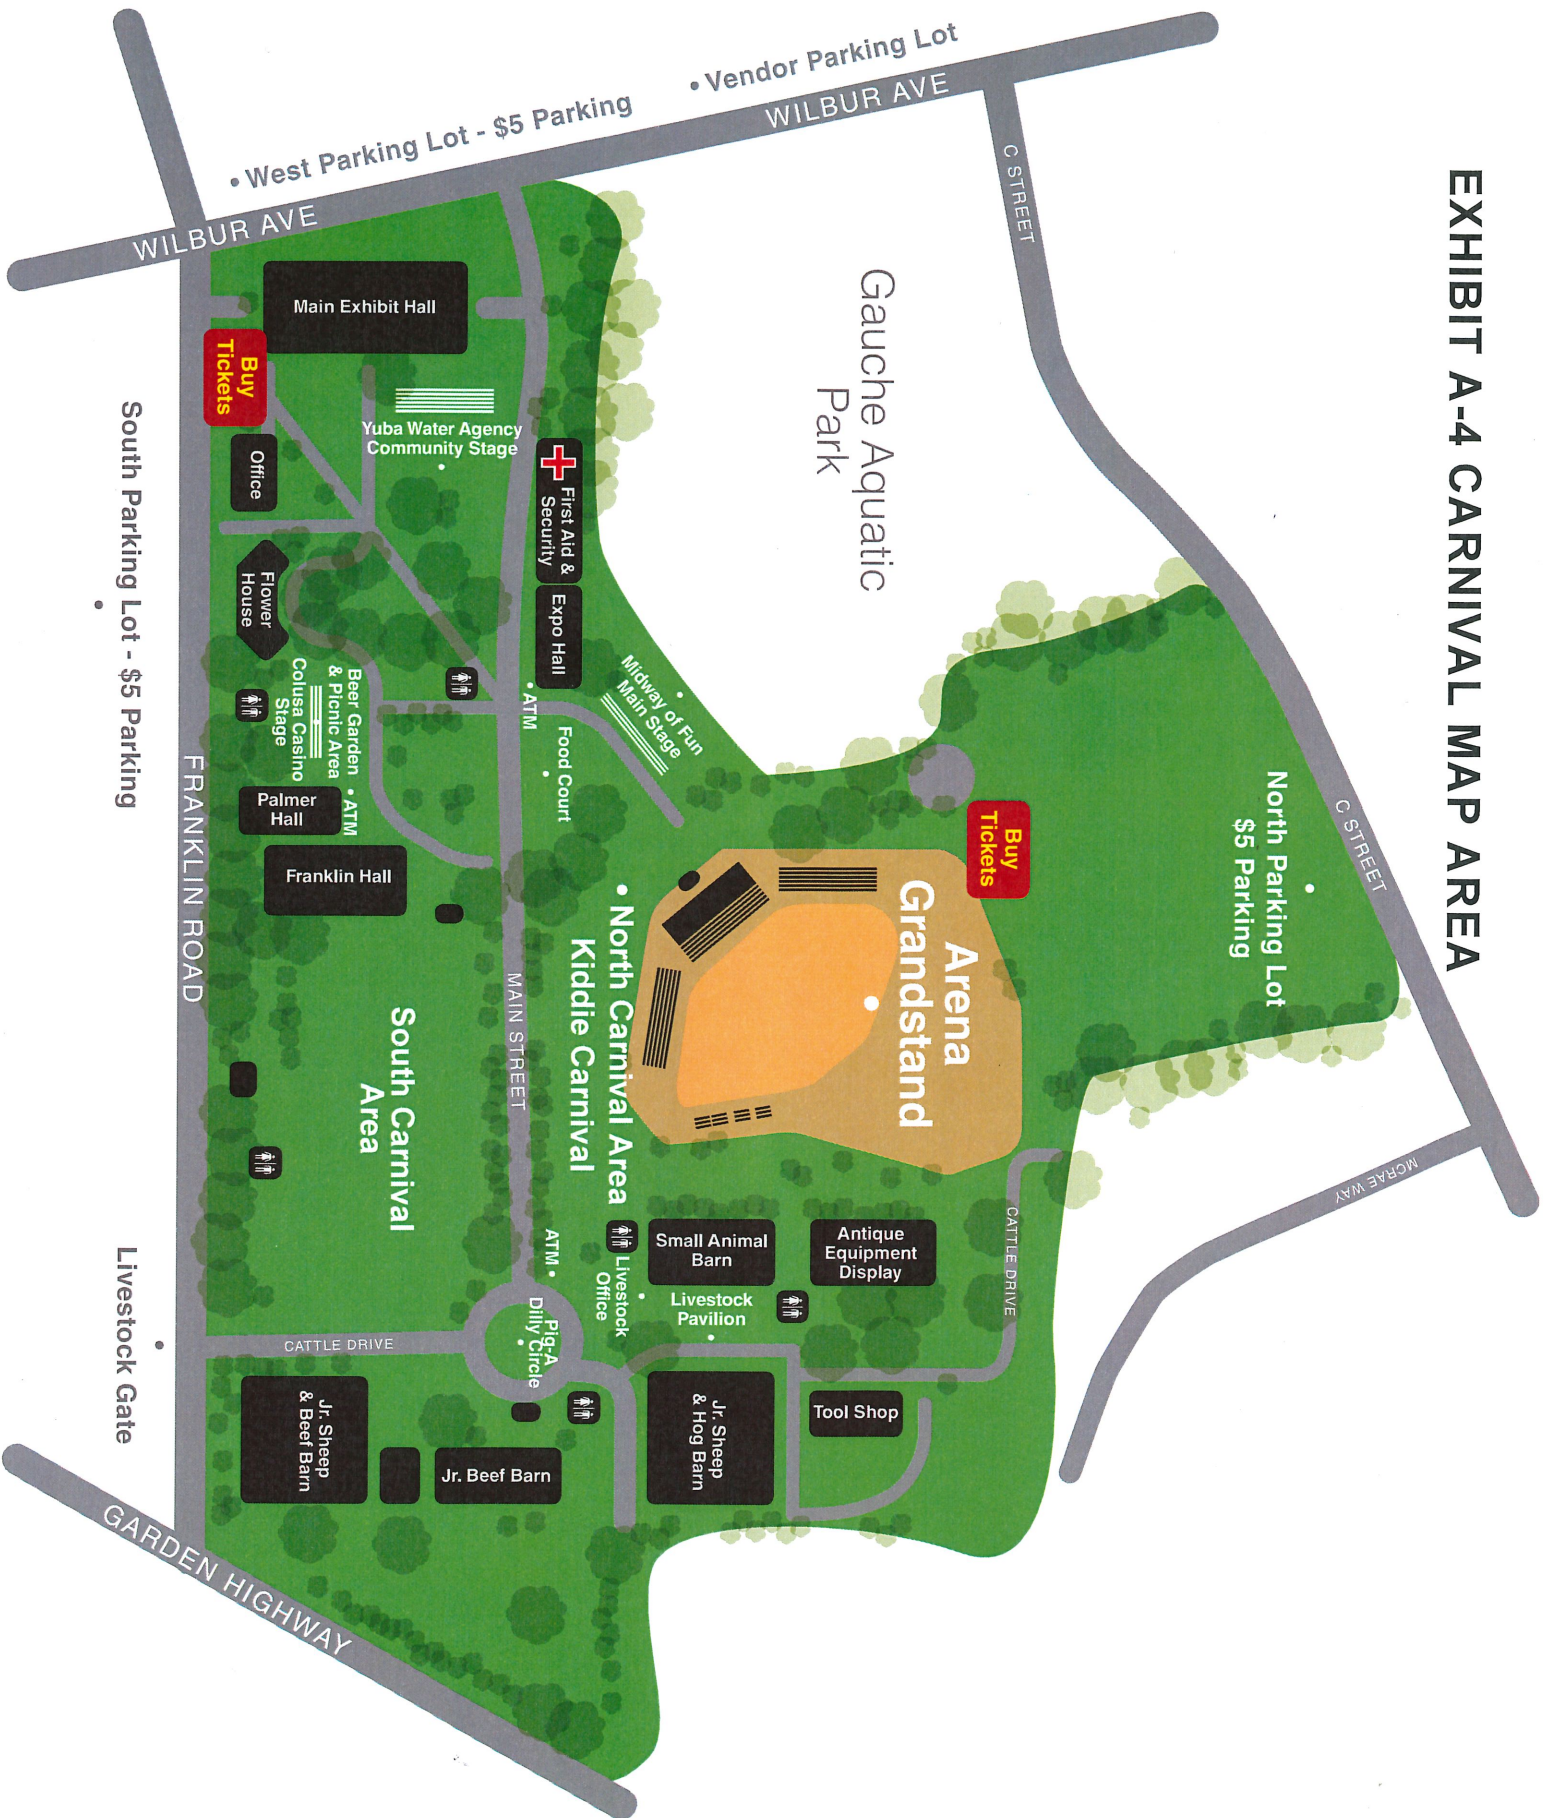 EXHIBIT A-4 CARNIVAL MAP AREA
• Vendor Parking Lot
WILBUR AVE
• West Parking Lot - $5 Parking
WILBUR AVE
C STREET
Gauche Aquatic
Park
C STREET
North Parking Lot
$5 Parking
MCRAE WAY
Main Exhibit Hall
Buy
Tickets
Office
Yuba Water Agency
Community Stage
First Aid &
Security
Expo Hall
Flower
House
Midway of Fun
Main Stage
• ATM
Food Court
Beer Garden
& Picnic Area
Colusa Casino
Stage
• ATM
Palmer
Hall
Franklin Hall
Buy
Tickets
Arena
Grandstand
• North Carnival Area
Kiddie Carnival
MAIN STREET
South Carnival
Area
ATM •
Livestock
Office
Small Animal
Barn
Antique
Equipment
Display
CATTLE DRIVE
Livestock
Pavilion
Pig-A
Dilly Circle
CATTLE DRIVE
Tool Shop
Jr. Sheep
& Hog Barn
Jr. Beef Barn
Jr. Sheep
& Beef Barn
FRANKLIN ROAD
South Parking Lot - $5 Parking
Livestock Gate
GARDEN HIGHWAY